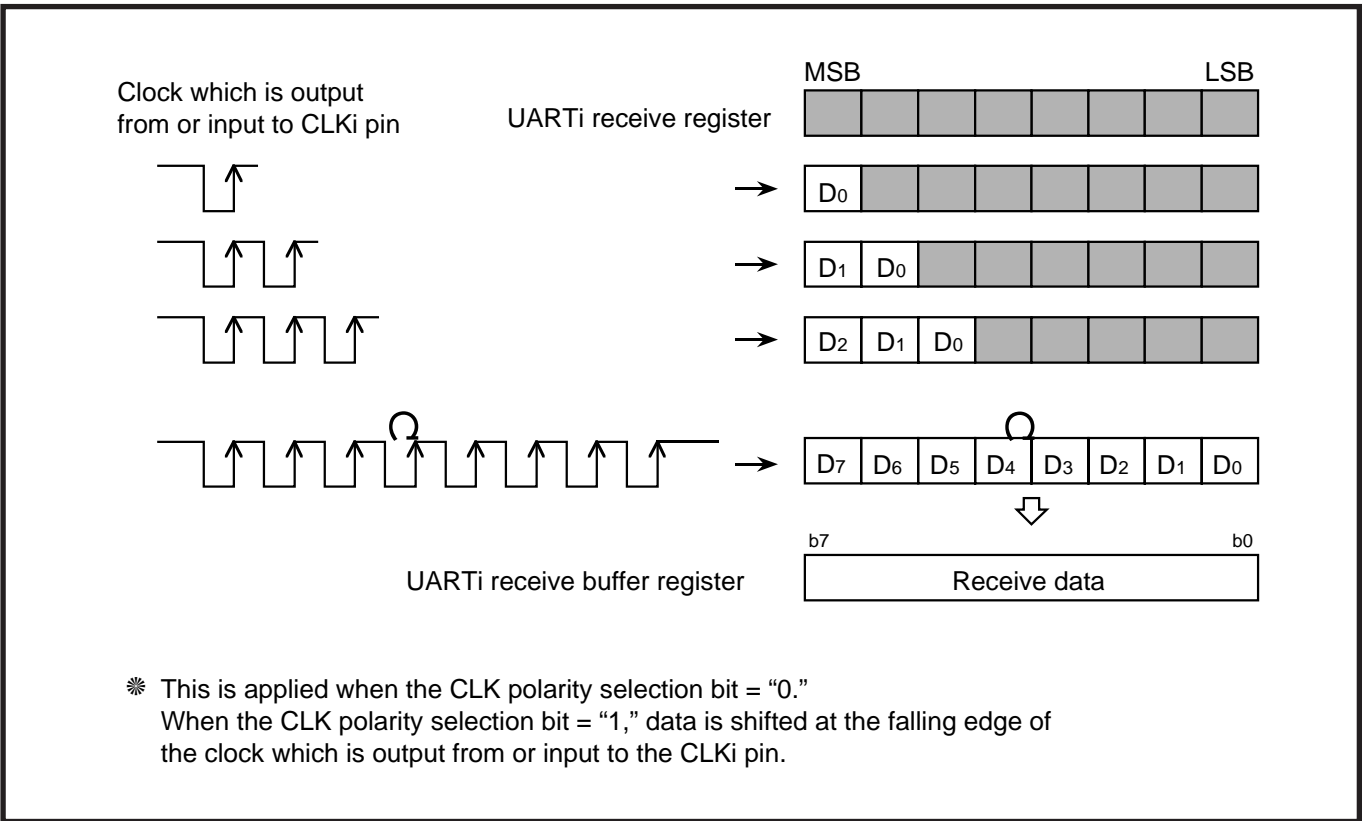 MSB LSB
Clock which is output
from or input to CLKi pin
UARTi receive register
D0
D1 D0
D2 D1 D0
D7 D6 D5 D4 D3 D2 D1 D0
b7 b0
UARTi receive buffer register
Receive data
※ This is applied when the CLK polarity selection bit = “0.”
When the CLK polarity selection bit = “1,” data is shifted at the falling edge of
the clock which is output from or input to the CLKi pin.